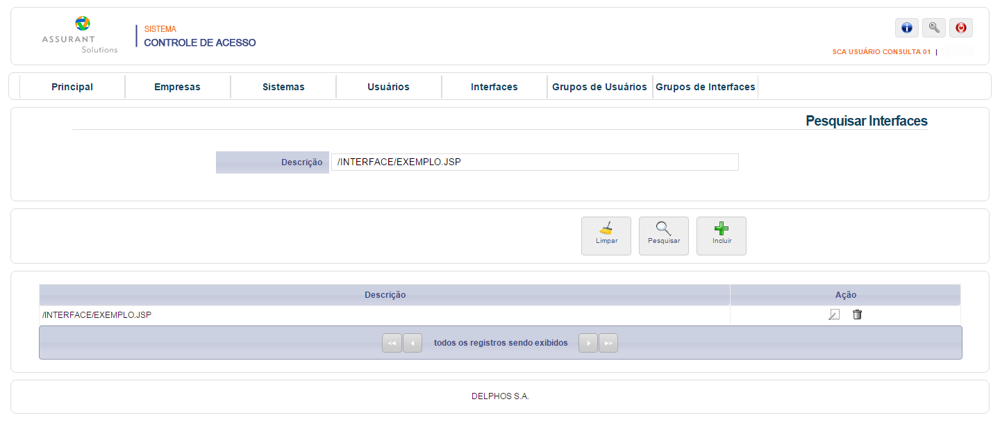 ASSURANT
Solutions
SISTEMA
CONTROLE DE ACESSO
SCA USUÁRIO CONSULTA 01 |
Principal Empresas Sistemas Usuários Interfaces Grupos de Usuários Grupos de Interfaces
Pesquisar Interfaces
Descrição /INTERFACE/EXEMPLO.JSP
Limpar Pesquisar Incluir
Descrição Ação
/INTERFACE/EXEMPLO.JSP
todos os registros sendo exibidos
DELPHOS S.A.